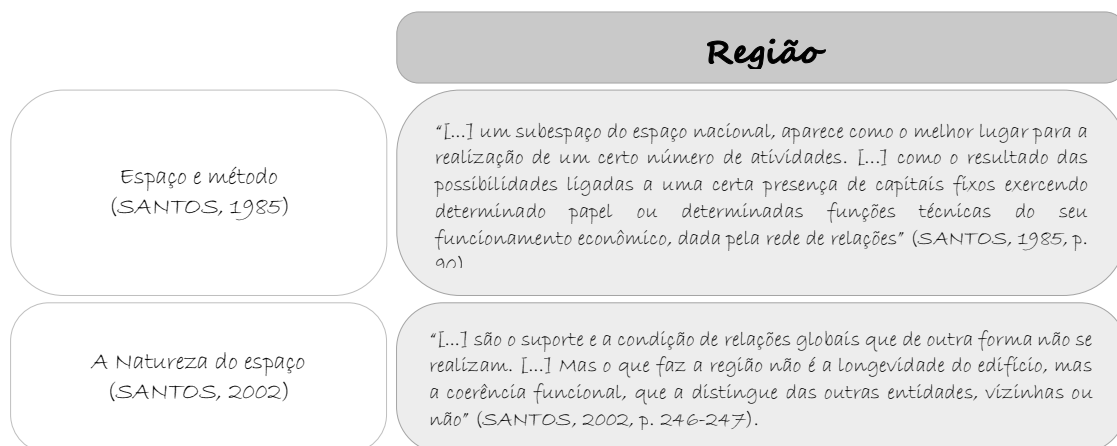 Região
Espaço e método
(SANTOS, 1985)
"[...] um subespaço do espaço nacional, aparece como o melhor lugar para a
realização de um certo número de atividades. [...] como o resultado das
possibilidades ligadas a uma certa presença de capitais fixos exercendo
determinado papel ou determinadas funções técnicas do seu
funcionamento econômico, dada pela rede de relações" (SANTOS, 1985, p.
90)
A Natureza do espaço
(SANTOS, 2002)
"[...] são o suporte e a condição de relações globais que de outra forma não se
realizam. [...] Mas o que faz a região não é a longevidade do edifício, mas
a coerência funcional, que a distingue das outras entidades, vizinhas ou
não" (SANTOS, 2002, p. 246-247).